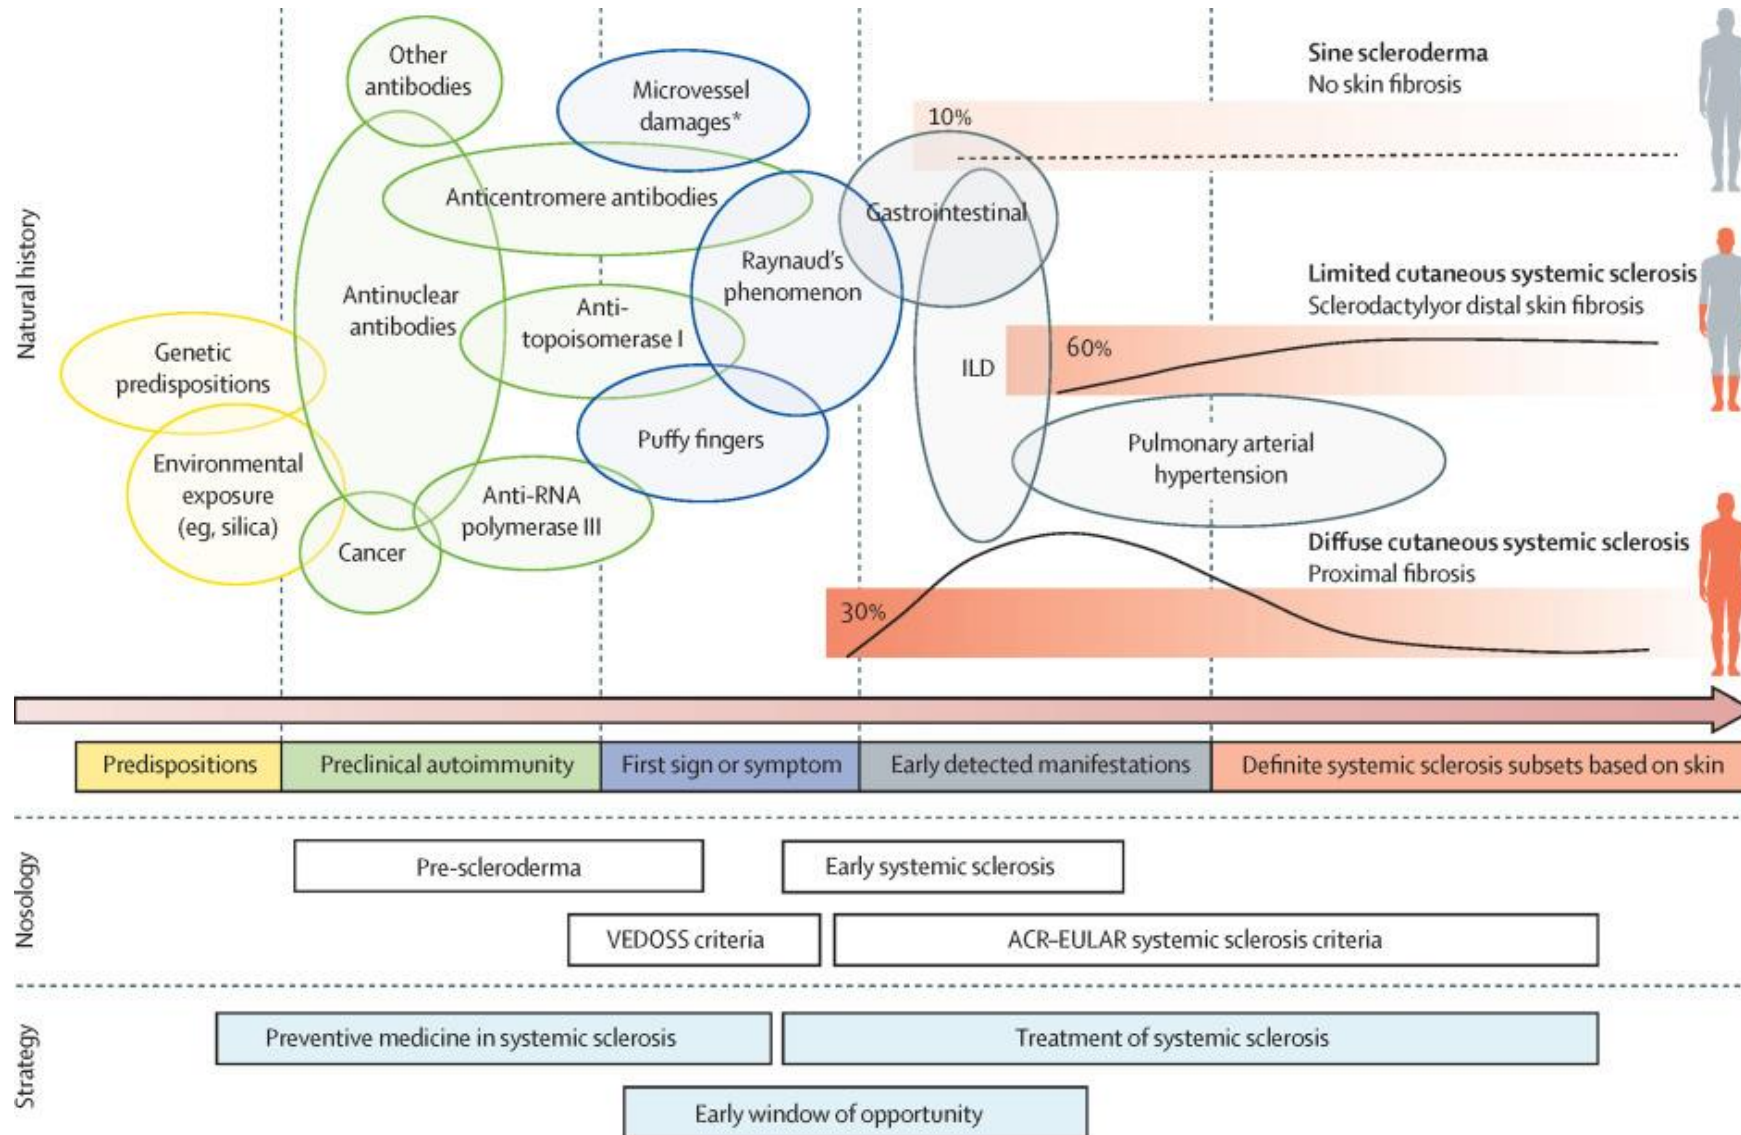 Natural history
Other
antibodies
Microvessel
damages*
Anticentromere antibodies
Antinuclear
antibodies
Anti-
topoisomerase I
Raynaud's
phenomenon
Genetic
predispositions
Environmental
exposure
(eg, silica)
Cancer
Anti-RNA
polymerase III
Puffy fingers
Gastrointestinal
ILD
Pulmonary arterial
hypertension
10%
Sine scleroderma
No skin fibrosis
60%
Limited cutaneous systemic sclerosis
Sclerodactylyor distal skin fibrosis
30%
Diffuse cutaneous systemic sclerosis
Proximal fibrosis
Predispositions
Preclinical autoimmunity
First sign or symptom
Early detected manifestations
Definite systemic sclerosis subsets based on skin
Nosology
Pre-scleroderma
Early systemic sclerosis
VEDOSS criteria
ACR–EULAR systemic sclerosis criteria
Strategy
Preventive medicine in systemic sclerosis
Treatment of systemic sclerosis
Early window of opportunity